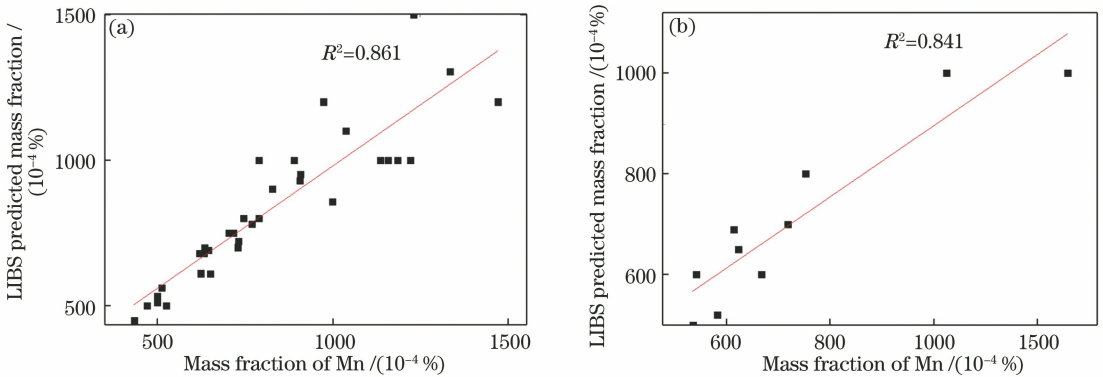 (a)
R²=0.861
1500
1000
500
500
1000
1500
LIBS predicted mass fraction /
(10⁻⁴ %)
Mass fraction of Mn /(10⁻⁴ %)
(b)
R²=0.841
1000
800
600
600
800
1000
1500
LIBS predicted mass fraction /(10⁻⁴ %)
Mass fraction of Mn /(10⁻⁴ %)